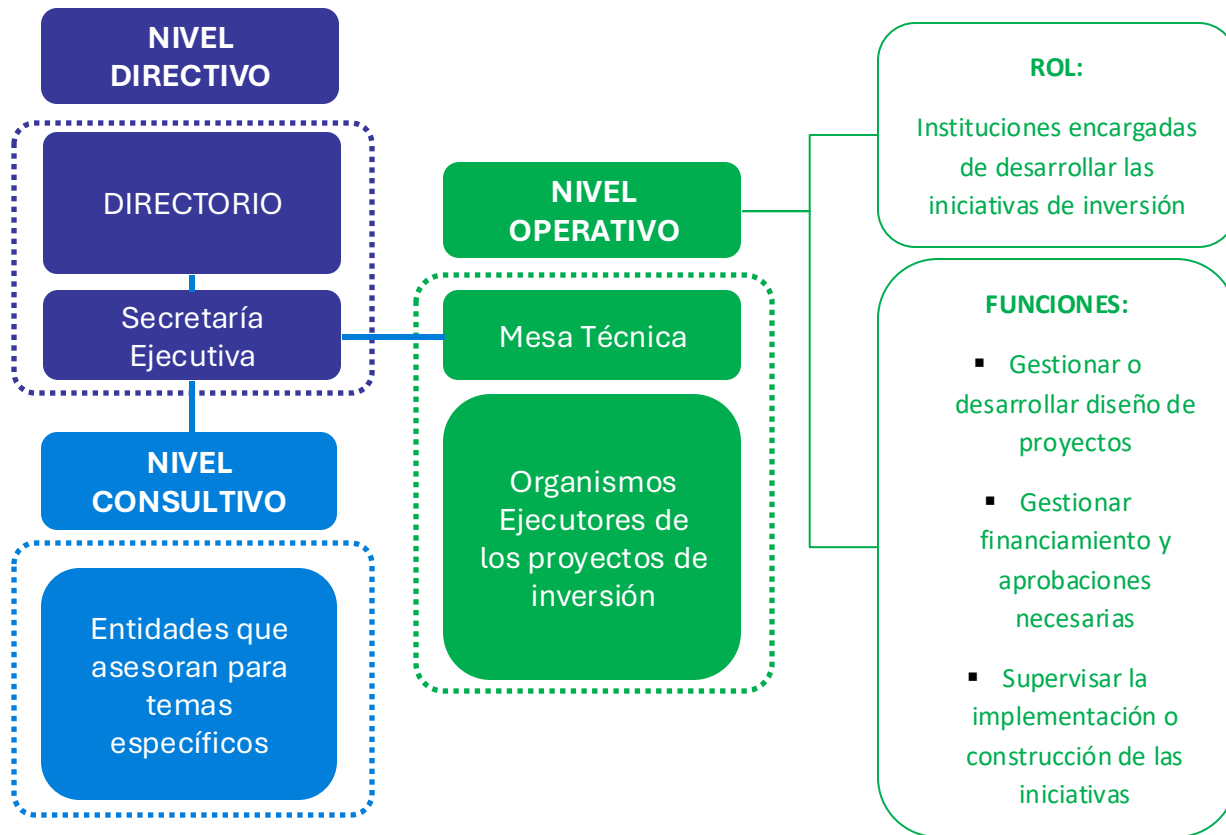 NIVEL
DIRECTIVO
DIRECTORIO
Secretaría
Ejecutiva
NIVEL
CONSULTIVO
Entidades que
asesoran para
temas
específicos
NIVEL
OPERATIVO
Mesa Técnica
Organismos
Ejecutores de
los proyectos de
inversión
ROL:
Instituciones encargadas
de desarrollar las
iniciativas de inversión
FUNCIONES:
▪ Gestionar o
desarrollar diseño de
proyectos
▪ Gestionar
financiamiento y
aprobaciones
necesarias
▪ Supervisar la
implementación o
construcción de las
iniciativas